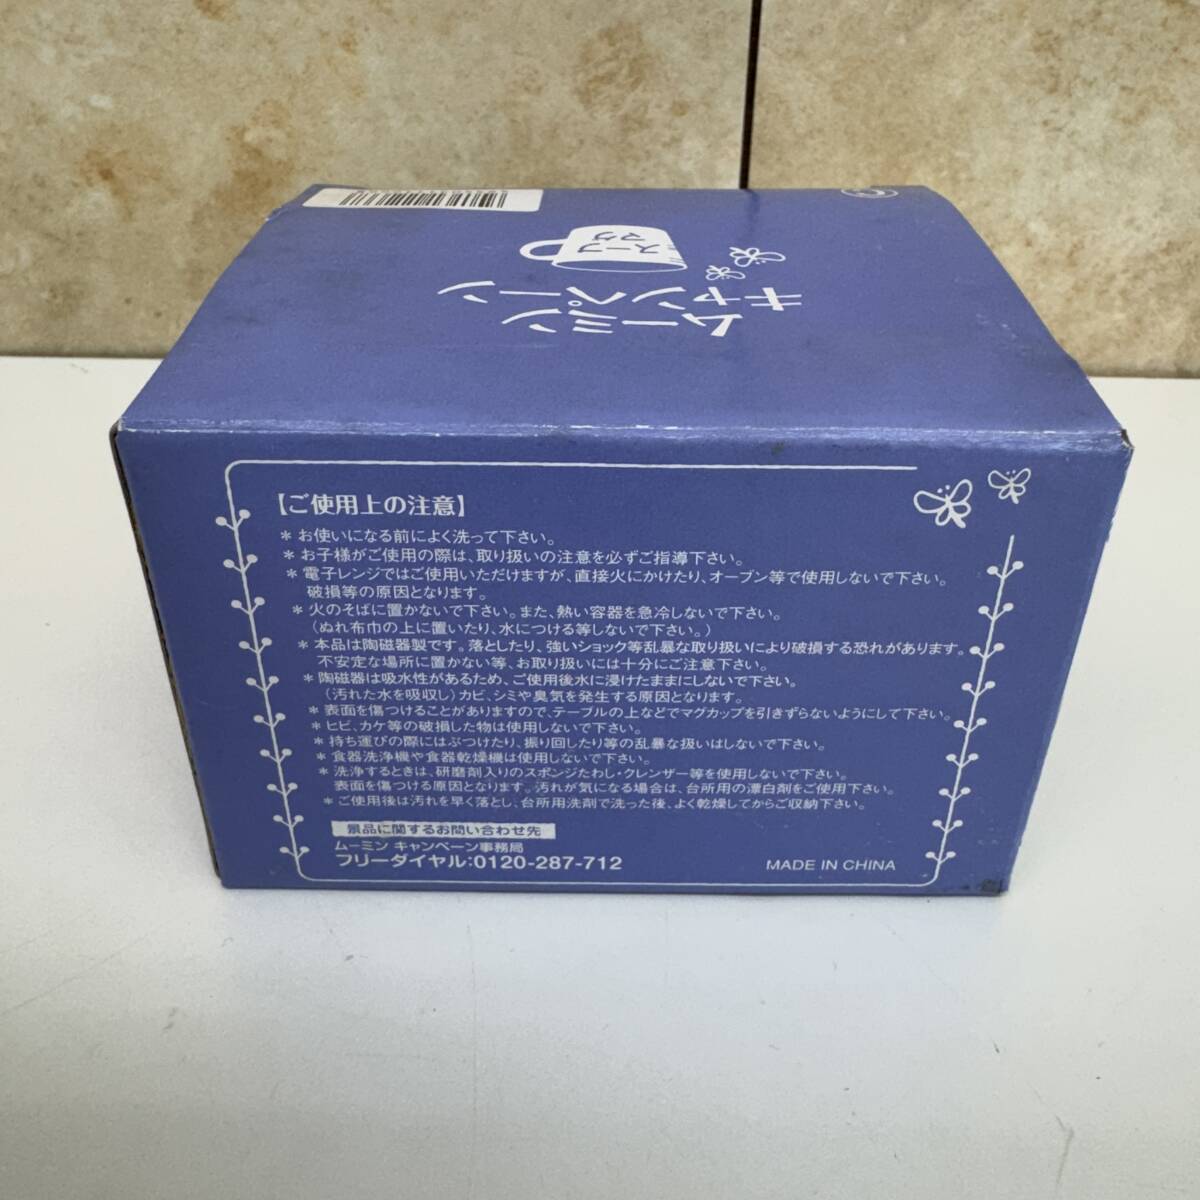 スープ
マグ
ムーミン
キャンペーン
【ご使用上の注意】
＊お使いになる前によく洗って下さい。
＊お子様がご使用の際は、取り扱いの注意を必ずご指導下さい。
＊電子レンジではご使用いただけますが、直接火にかけたり、オーブン等で使用しないで下さい。
破損等の原因となります。
＊火のそばに置かないで下さい。また、熱い容器を急冷しないで下さい。
（ぬれ布巾の上に置いたり、水につける等しないで下さい。）
＊本品は陶磁器製です。落としたり、強いショック等乱暴な取り扱いにより破損する恐れがあります。
不安定な場所に置かない等、お取り扱いには十分にご注意下さい。
＊陶磁器は吸水性があるため、ご使用後水に浸けたままにしないで下さい。
（汚れた水を吸収し）カビ、シミや臭気を発生する原因となります。
＊表面を傷つけることがありますので、テーブルの上などでマグカップを引きずらないようにして下さい。
＊ヒビ、カケ等の破損した物は使用しないで下さい。
＊持ち運びの際にはぶつけたり、振り回したり等の乱暴な扱いはしないで下さい。
＊食器洗浄機や食器乾燥機は使用しないで下さい。
＊洗浄するときは、研磨剤入りのスポンジたわし・クレンザー等を使用しないで下さい。
表面を傷つける原因となります。汚れが気になる場合は、台所用の漂白剤をご使用下さい。
＊ご使用後は汚れを早く落とし、台所用洗剤で洗った後、よく乾燥してからご収納下さい。
景品に関するお問い合わせ先
ムーミン キャンペーン事務局
フリーダイヤル：0120-287-712
MADE IN CHINA